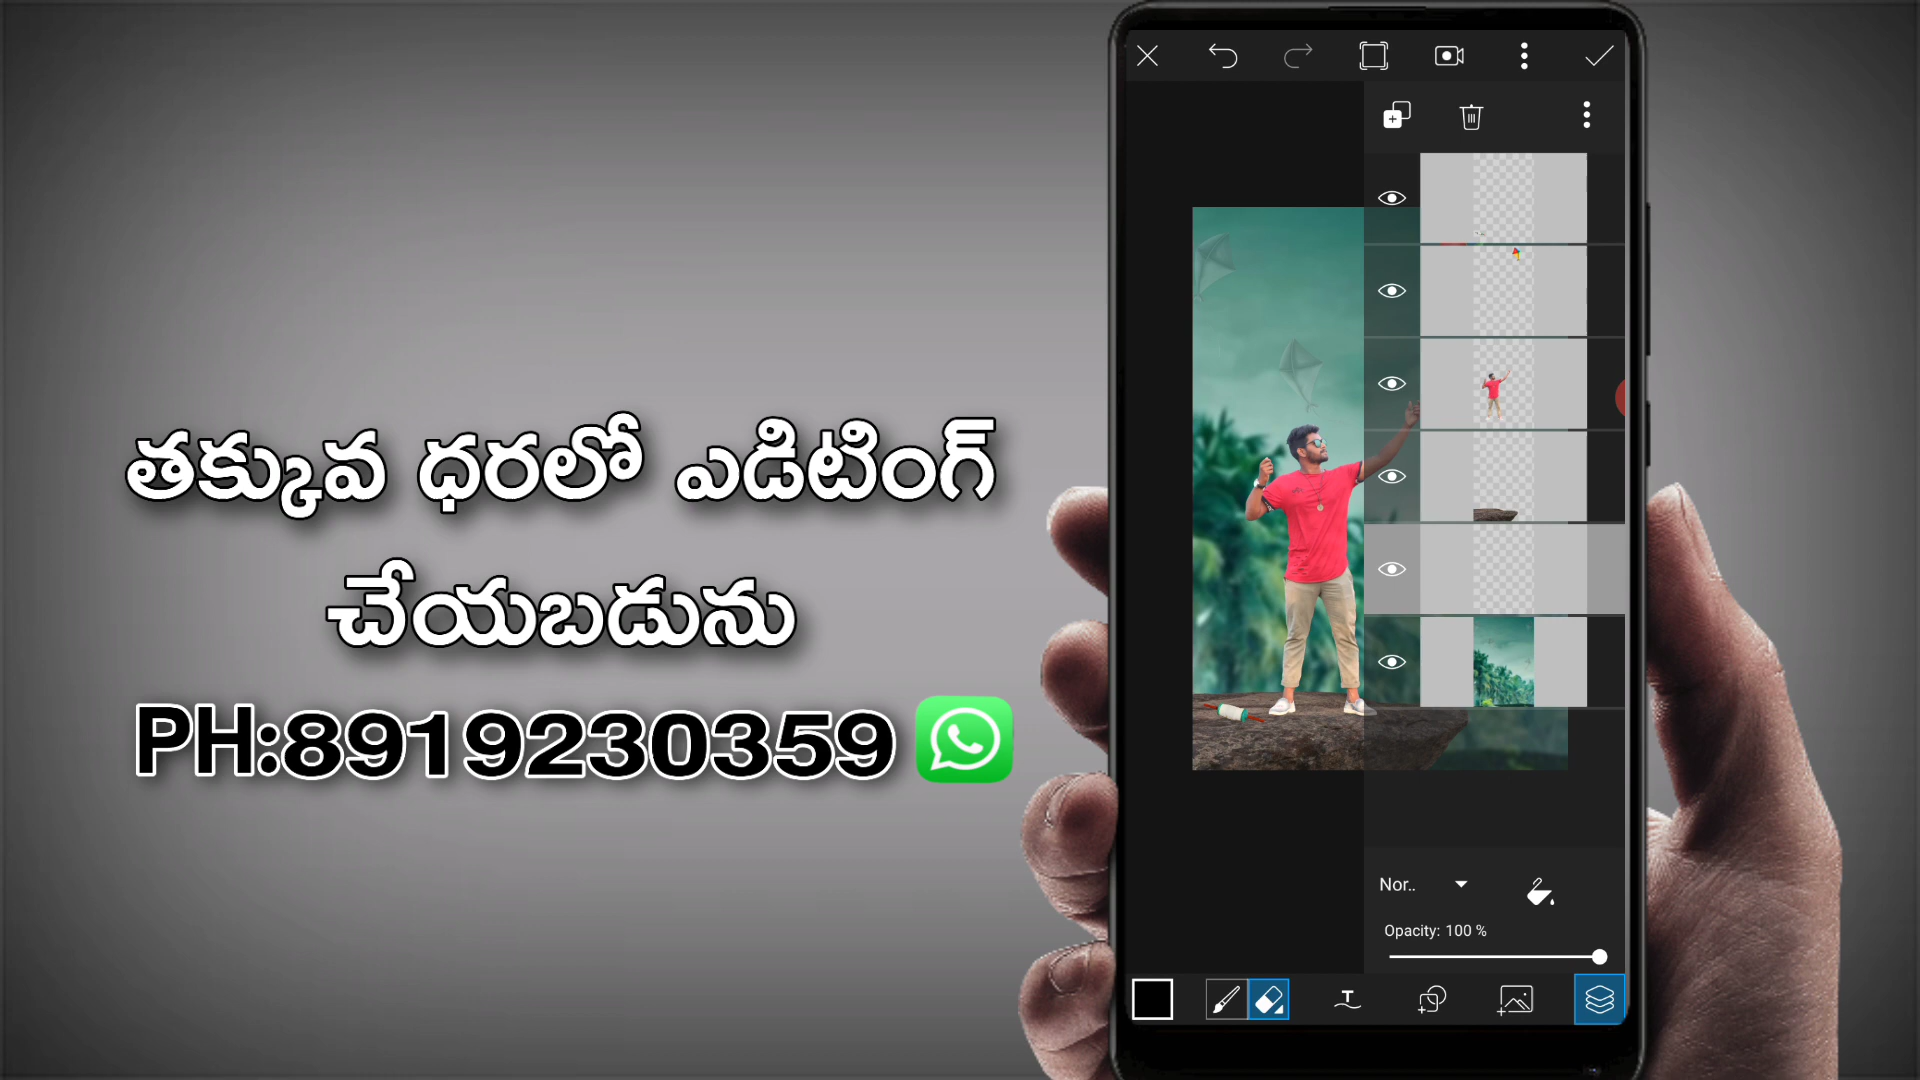 తక్కువ ధరలో ఎడిటింగ్
చేయబడును
PH:8919230359
Nor..
Opacity: 100 %
T